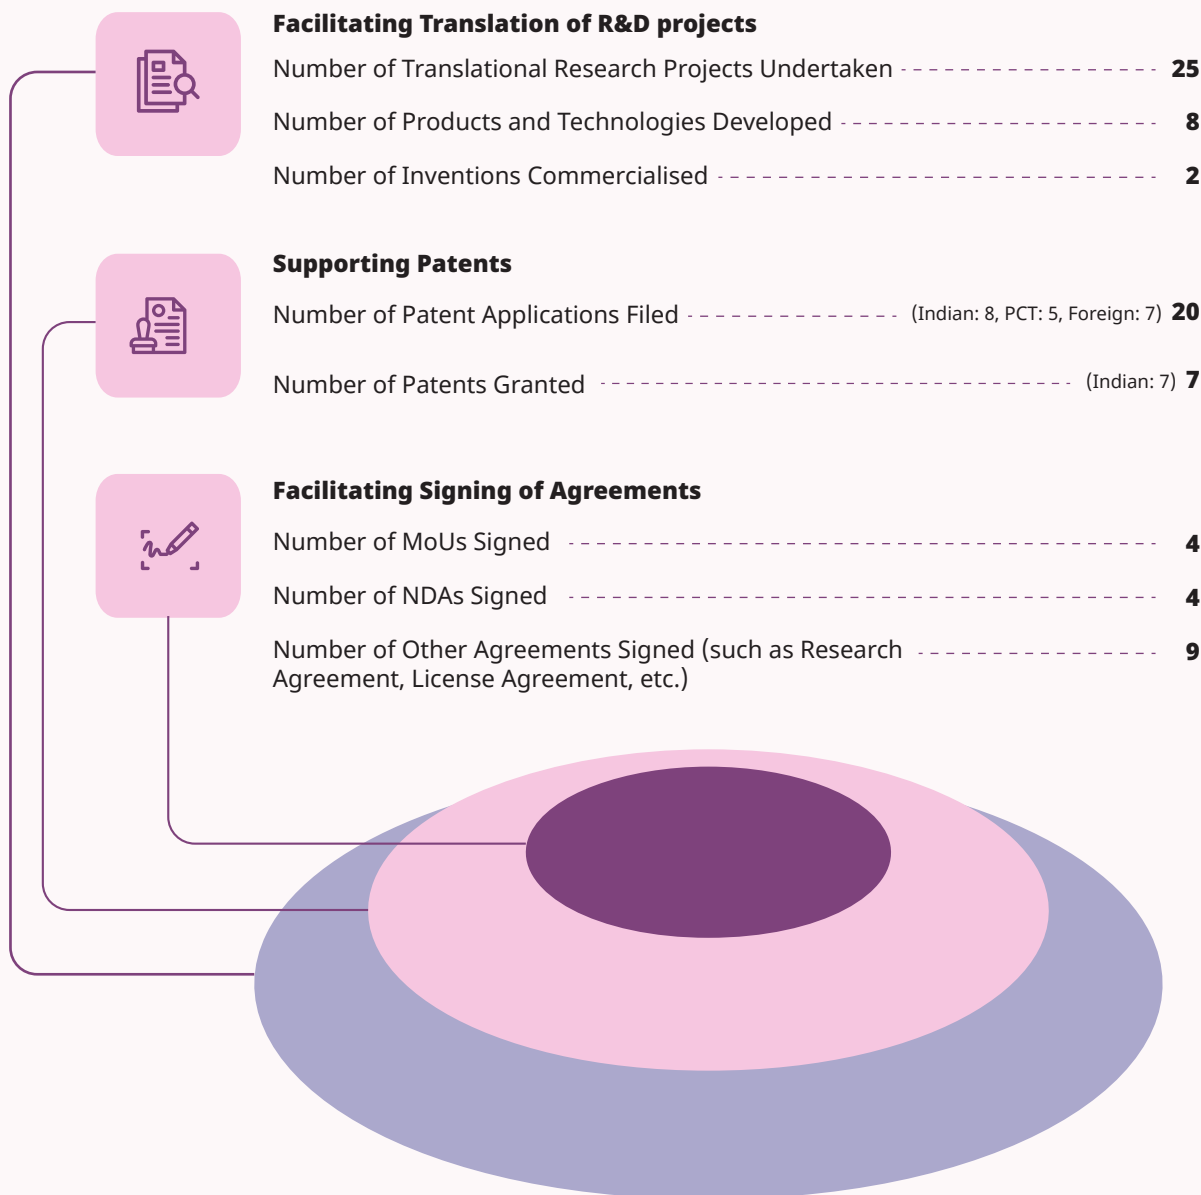 Facilitating Translation of R&D projects
Number of Translational Research Projects Undertaken 25
Number of Products and Technologies Developed 8
Number of Inventions Commercialised 2
Supporting Patents
Number of Patent Applications Filed (Indian: 8, PCT: 5, Foreign: 7) 20
Number of Patents Granted (Indian: 7) 7
Facilitating Signing of Agreements
Number of MoUs Signed 4
Number of NDAs Signed 4
Number of Other Agreements Signed (such as Research 9
Agreement, License Agreement, etc.)